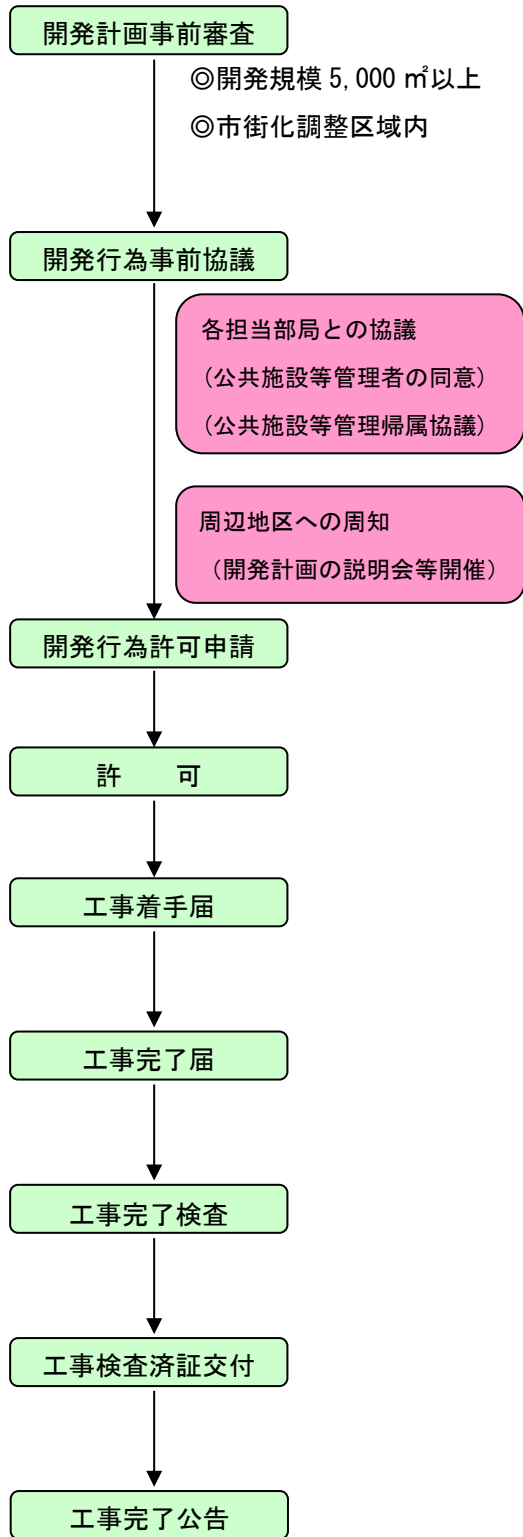 開発計画事前審査
◎開発規模 5,000 ㎡以上
◎市街化調整区域内
開発行為事前協議
各担当部局との協議
(公共施設等管理者の同意)
(公共施設等管理帰属協議)
周辺地区への周知
(開発計画の説明会等開催)
開発行為許可申請
許　　可
工事着手届
工事完了届
工事完了検査
工事検査済証交付
工事完了公告